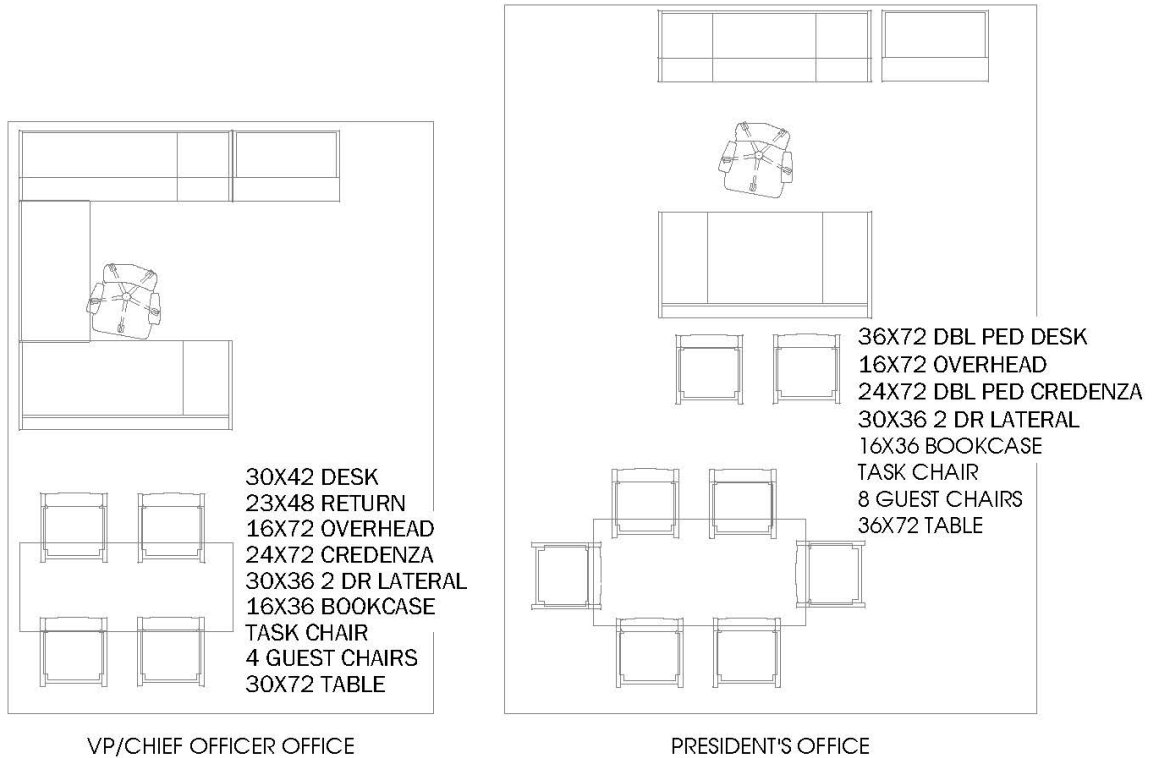 36X72 DBL PED DESK
16X72 OVERHEAD
24X72 DBL PED CREDENZA
30X36 2 DR LATERAL
16X36 BOOKCASE
TASK CHAIR
8 GUEST CHAIRS
36X72 TABLE
30X42 DESK
23X48 RETURN
16X72 OVERHEAD
24X72 CREDENZA
30X36 2 DR LATERAL
16X36 BOOKCASE
TASK CHAIR
4 GUEST CHAIRS
30X72 TABLE
VP/CHIEF OFFICER OFFICE
PRESIDENT'S OFFICE